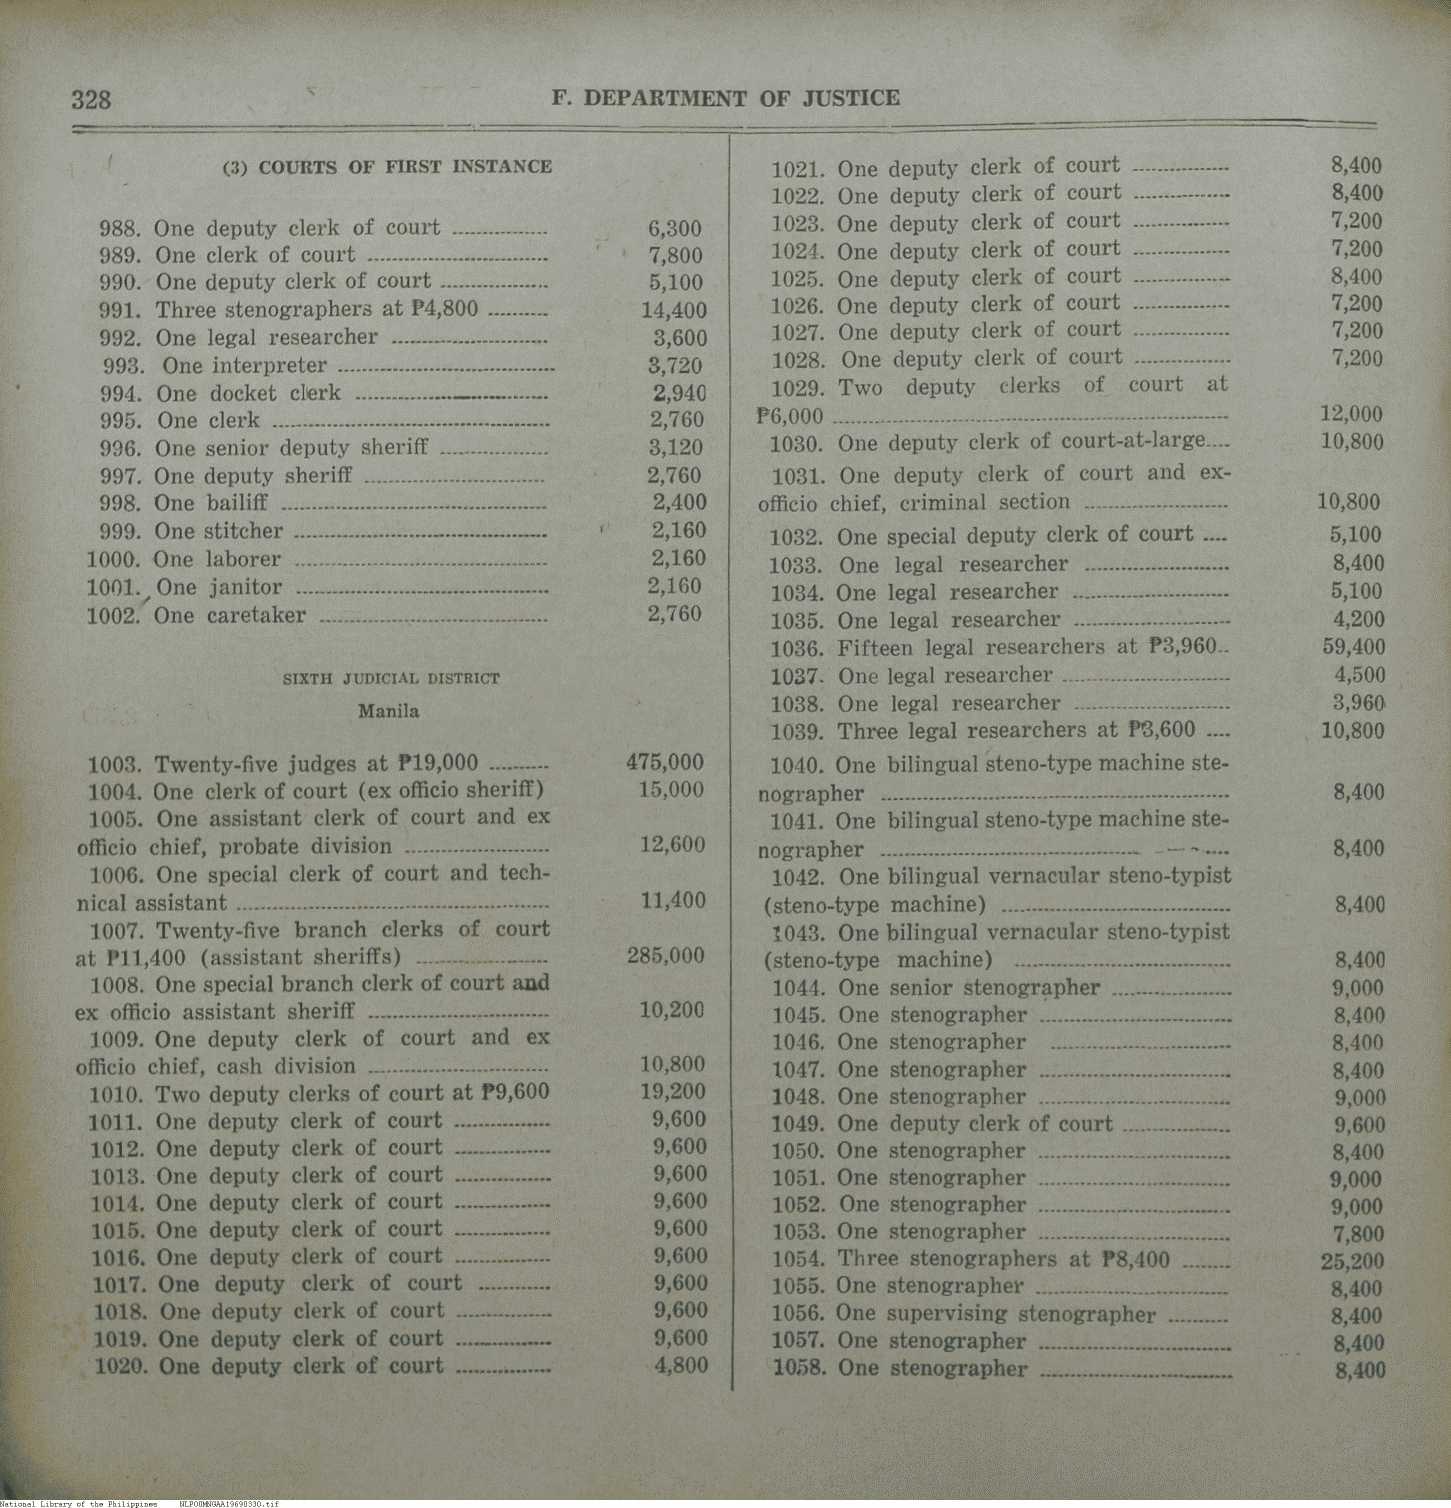 328
F. DEPARTMENT OF JUSTICE
(3) COURTS OF FIRST INSTANCE
988. One deputy clerk of court ................ 6,300
989. One clerk of court .............................. 7,800
990. One deputy clerk of court .................. 5,100
991. Three stenographers at ₱4,800 .......... 14,400
992. One legal researcher .......................... 3,600
993. One interpreter .................................... 3,720
994. One docket clerk ................................ 2,940
995. One clerk .............................................. 2,760
996. One senior deputy sheriff .................. 3,120
997. One deputy sheriff .............................. 2,760
998. One bailiff ............................................ 2,400
999. One stitcher .......................................... 2,160
1000. One laborer .......................................... 2,160
1001. One janitor .......................................... 2,160
1002. One caretaker ...................................... 2,760
SIXTH JUDICIAL DISTRICT
Manila
1003. Twenty-five judges at ₱19,000 .......... 475,000
1004. One clerk of court (ex officio sheriff) 15,000
1005. One assistant clerk of court and ex
officio chief, probate division ........................ 12,600
1006. One special clerk of court and tech-
nical assistant .................................................... 11,400
1007. Twenty-five branch clerks of court
at ₱11,400 (assistant sheriffs) ...................... 285,000
1008. One special branch clerk of court and
ex officio assistant sheriff .............................. 10,200
1009. One deputy clerk of court and ex
officio chief, cash division .............................. 10,800
1010. Two deputy clerks of court at ₱9,600 19,200
1011. One deputy clerk of court ................ 9,600
1012. One deputy clerk of court ................ 9,600
1013. One deputy clerk of court ................ 9,600
1014. One deputy clerk of court ................ 9,600
1015. One deputy clerk of court ................ 9,600
1016. One deputy clerk of court ................ 9,600
1017. One deputy clerk of court ............ 9,600
1018. One deputy clerk of court ................ 9,600
1019. One deputy clerk of court ................ 9,600
1020. One deputy clerk of court ................ 4,800
1021. One deputy clerk of court ................ 8,400
1022. One deputy clerk of court ................ 8,400
1023. One deputy clerk of court ................ 7,200
1024. One deputy clerk of court ................ 7,200
1025. One deputy clerk of court ................ 8,400
1026. One deputy clerk of court ................ 7,200
1027. One deputy clerk of court ................ 7,200
1028. One deputy clerk of court ................ 7,200
1029. Two deputy clerks of court at
₱6,000 .................................................................. 12,000
1030. One deputy clerk of court-at-large.... 10,800
1031. One deputy clerk of court and ex-
officio chief, criminal section ........................ 10,800
1032. One special deputy clerk of court .... 5,100
1033. One legal researcher ........................ 8,400
1034. One legal researcher .......................... 5,100
1035. One legal researcher .......................... 4,200
1036. Fifteen legal researchers at ₱3,960.. 59,400
1037. One legal researcher ............................ 4,500
1038. One legal researcher .......................... 3,960
1039. Three legal researchers at ₱3,600 .... 10,800
1040. One bilingual steno-type machine ste-
nographer .......................................................... 8,400
1041. One bilingual steno-type machine ste-
nographer .......................................................... 8,400
1042. One bilingual vernacular steno-typist
(steno-type machine) ...................................... 8,400
1043. One bilingual vernacular steno-typist
(steno-type machine) .................................... 8,400
1044. One senior stenographer .................... 9,000
1045. One stenographer ................................ 8,400
1046. One stenographer .............................. 8,400
1047. One stenographer ................................ 8,400
1048. One stenographer ................................ 9,000
1049. One deputy clerk of court .................. 9,600
1050. One stenographer ................................ 8,400
1051. One stenographer ................................ 9,000
1052. One stenographer ................................ 9,000
1053. One stenographer ................................ 7,800
1054. Three stenographers at ₱8,400 ........ 25,200
1055. One stenographer ................................ 8,400
1056. One supervising stenographer .......... 8,400
1057. One stenographer ................................ 8,400
1058. One stenographer ................................ 8,400
National Library of the Philippines NLPOOMNGAA19690330.tif